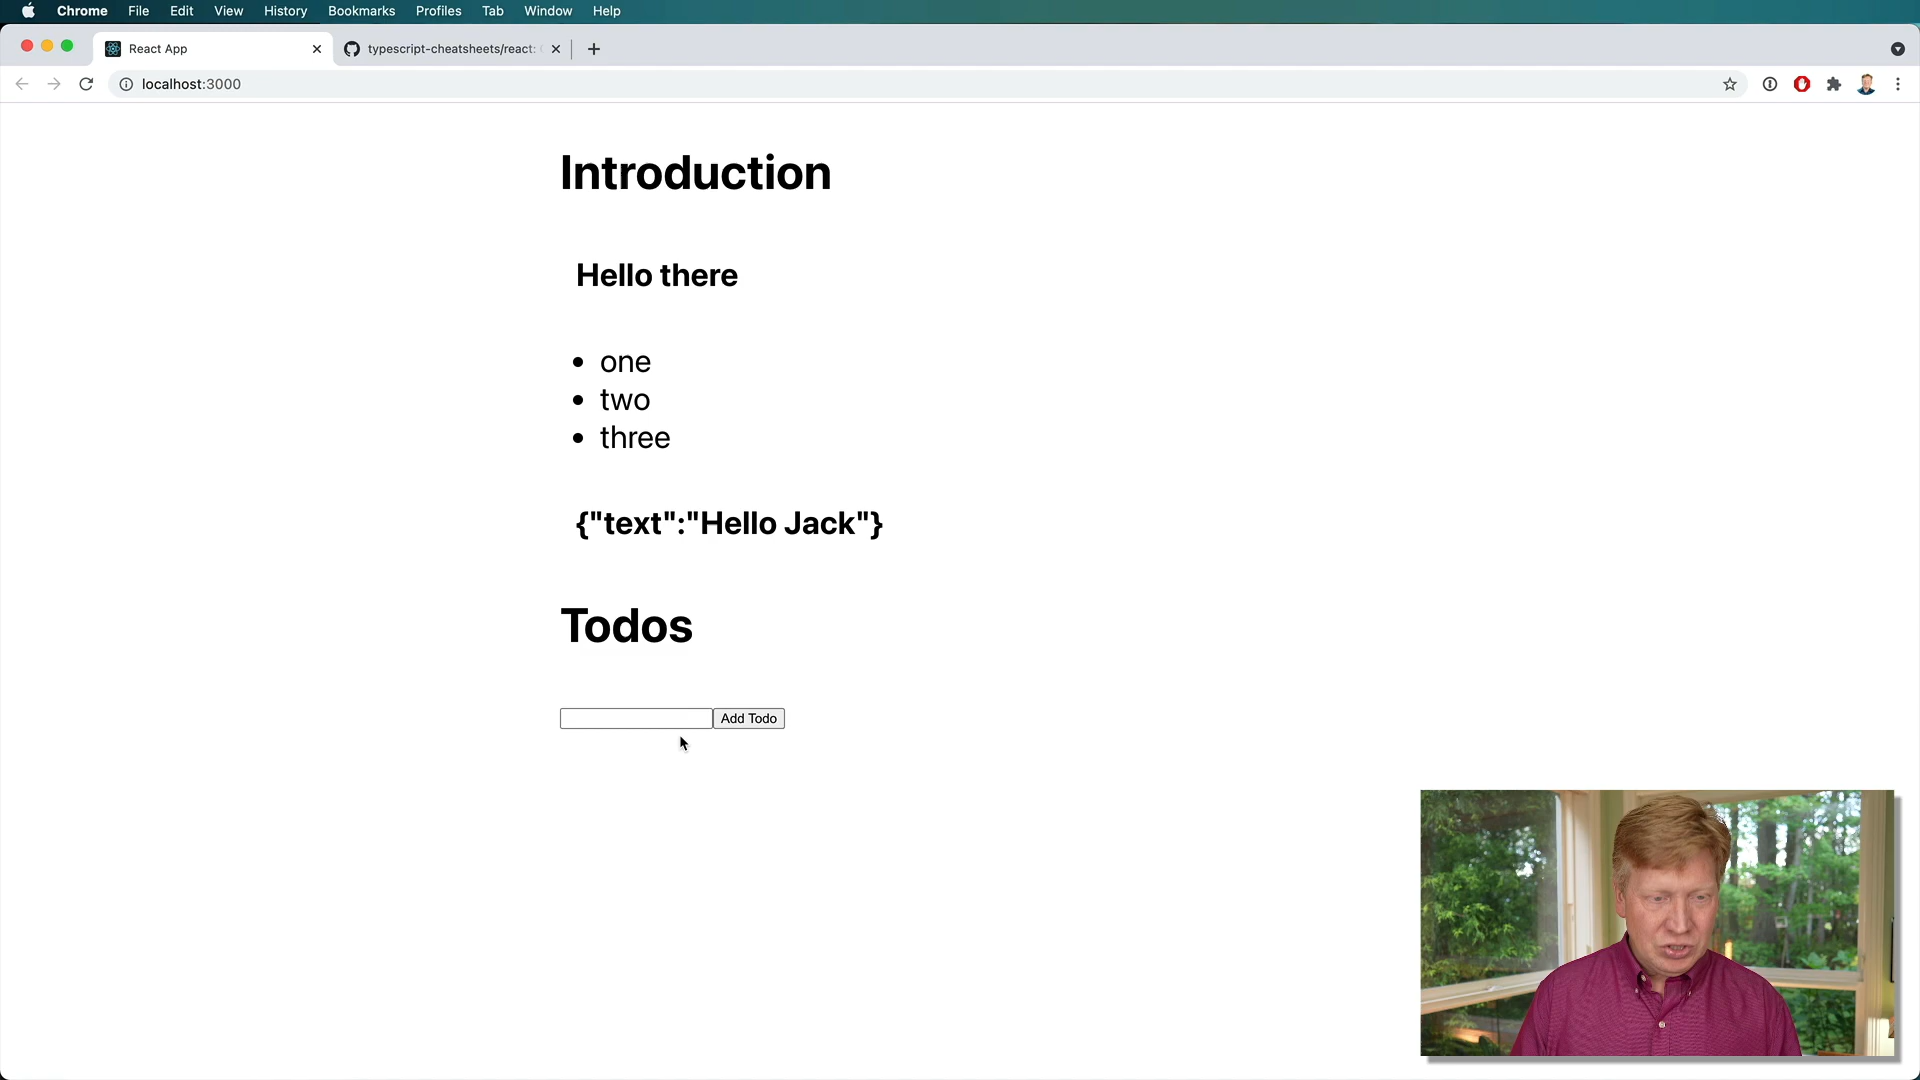 Chrome File Edit View History Bookmarks Profiles Tab Window Help
React App
typescript-cheatsheets/react:
localhost:3000
Introduction
Hello there
one
two
three
{"text":"Hello Jack"}
Todos
Add Todo